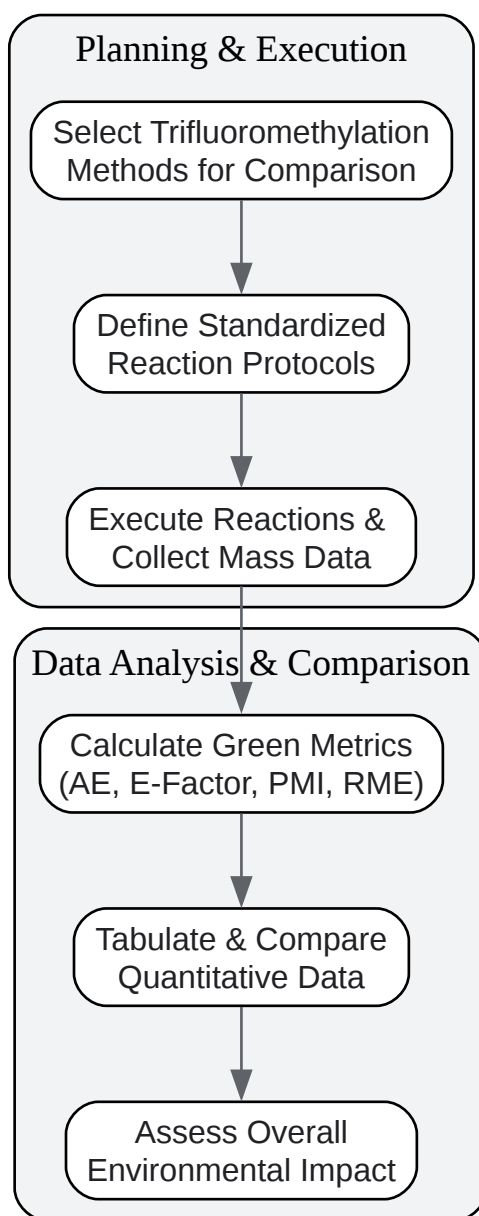 Planning & Execution
Select Trifluoromethylation
Methods for Comparison
Define Standardized
Reaction Protocols
Execute Reactions &
Collect Mass Data
Data Analysis & Comparison
Calculate Green Metrics
(AE, E-Factor, PMI, RME)
Tabulate & Compare
Quantitative Data
Assess Overall
Environmental Impact